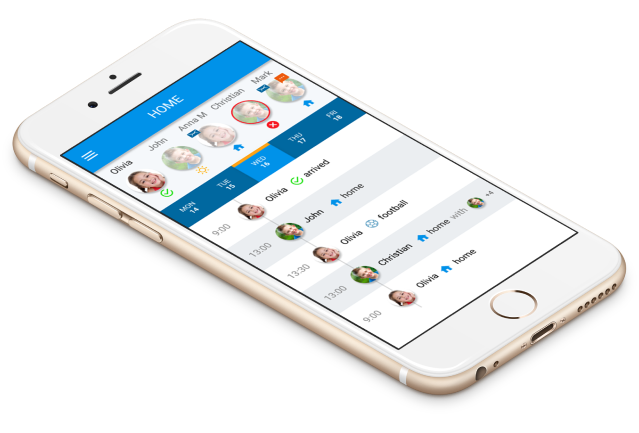 HOME
Olivia
John
Anna M
Christian
Mark
MON
14
TUE
15
WED
16
THU
17
FRI
18
9:00 Olivia arrived
13:00 John home
13:30 Olivia football
13:00 Christian home with +4
9:00 Olivia home